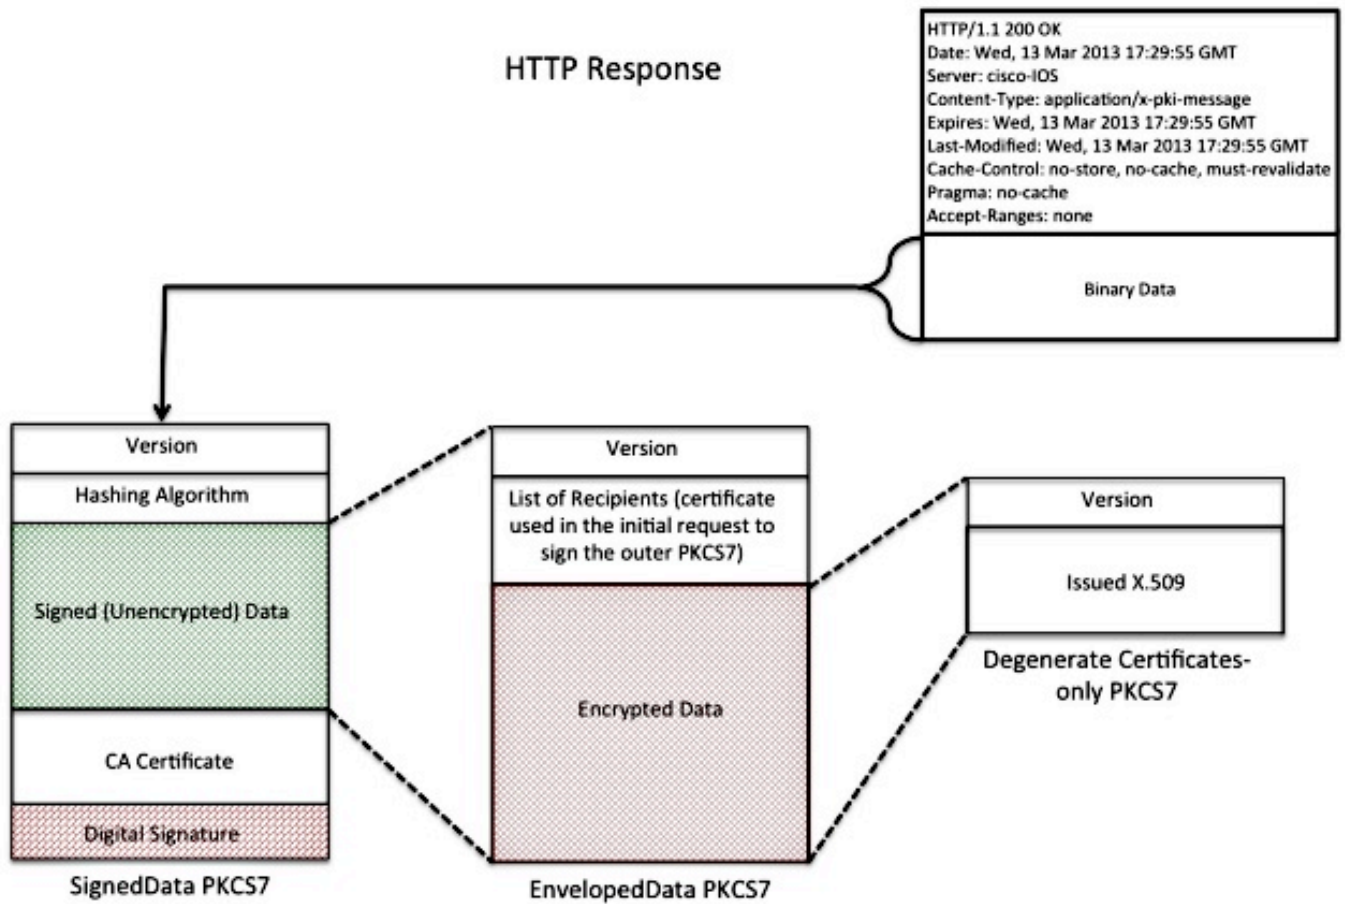 HTTP Response
HTTP/1.1 200 OK
Date: Wed, 13 Mar 2013 17:29:55 GMT
Server: cisco-IOS
Content-Type: application/x-pki-message
Expires: Wed, 13 Mar 2013 17:29:55 GMT
Last-Modified: Wed, 13 Mar 2013 17:29:55 GMT
Cache-Control: no-store, no-cache, must-revalidate
Pragma: no-cache
Accept-Ranges: none
Binary Data
Version
Hashing Algorithm
Signed (Unencrypted) Data
CA Certificate
Digital Signature
SignedData PKCS7
Version
List of Recipients (certificate
used in the initial request to
sign the outer PKCS7)
Encrypted Data
EnvelopedData PKCS7
Version
Issued X.509
Degenerate Certificates-
only PKCS7